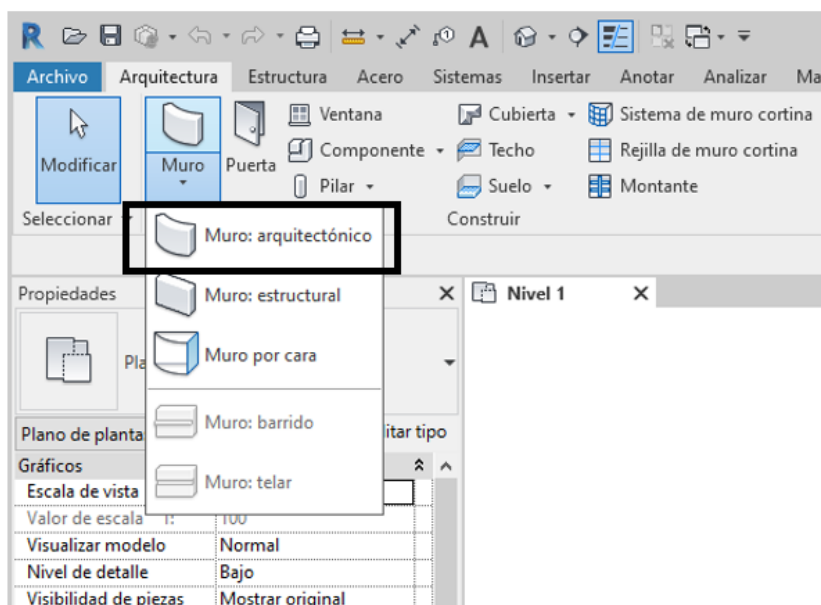 R A
Archivo Arquitectura Estructura Acero Sistemas Insertar Anotar Analizar Ma
Modificar Muro Puerta Ventana Cubierta Sistema de muro cortina
Componente Techo Rejilla de muro cortina
Pilar Suelo Montante
Seleccionar Construir
Muro: arquitectónico
Propiedades Muro: estructural Nivel 1
Pla Muro por cara
Plano de planta: Muro: barrido itar tipo
Gráficos
Escala de vista Muro: telar
Valor de escala 1: 100
Visualizar modelo Normal
Nivel de detalle Bajo
Visibilidad de piezas Mostrar original